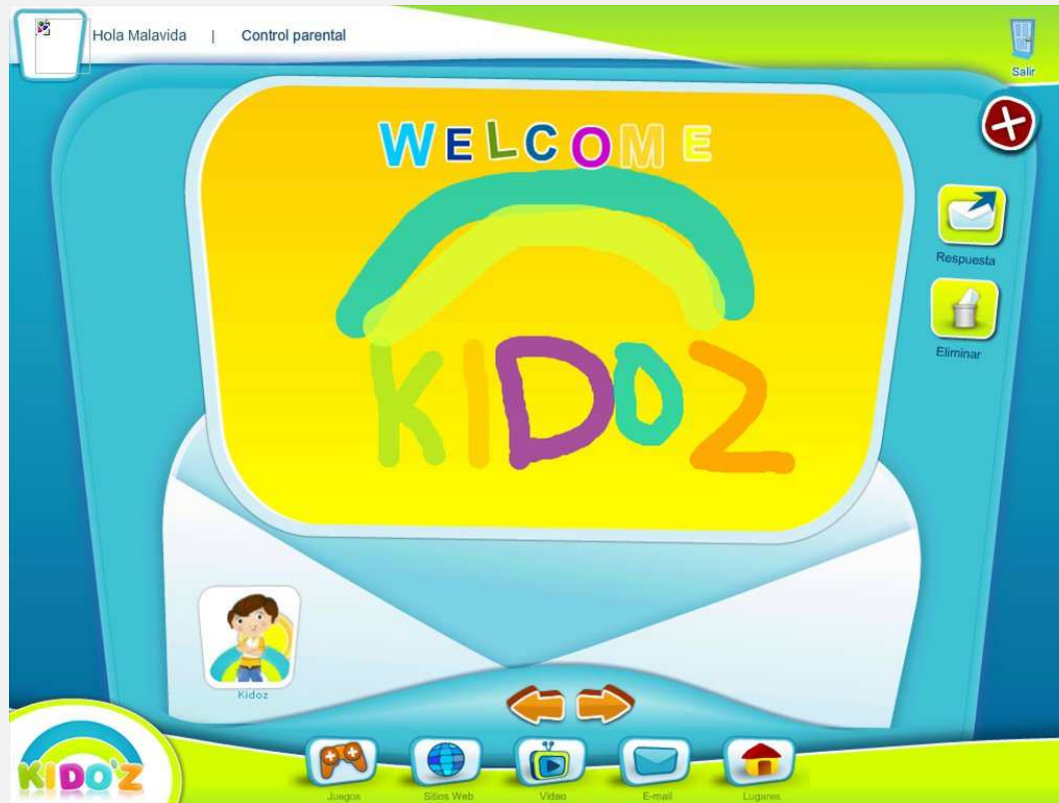 Hola Malavida | Control parental
Salir
WELCOME
KIDOZ
Respuesta
Eliminar
Kidoz
KIDO'Z
Juegos Sitios Web Video E-mail Lugares